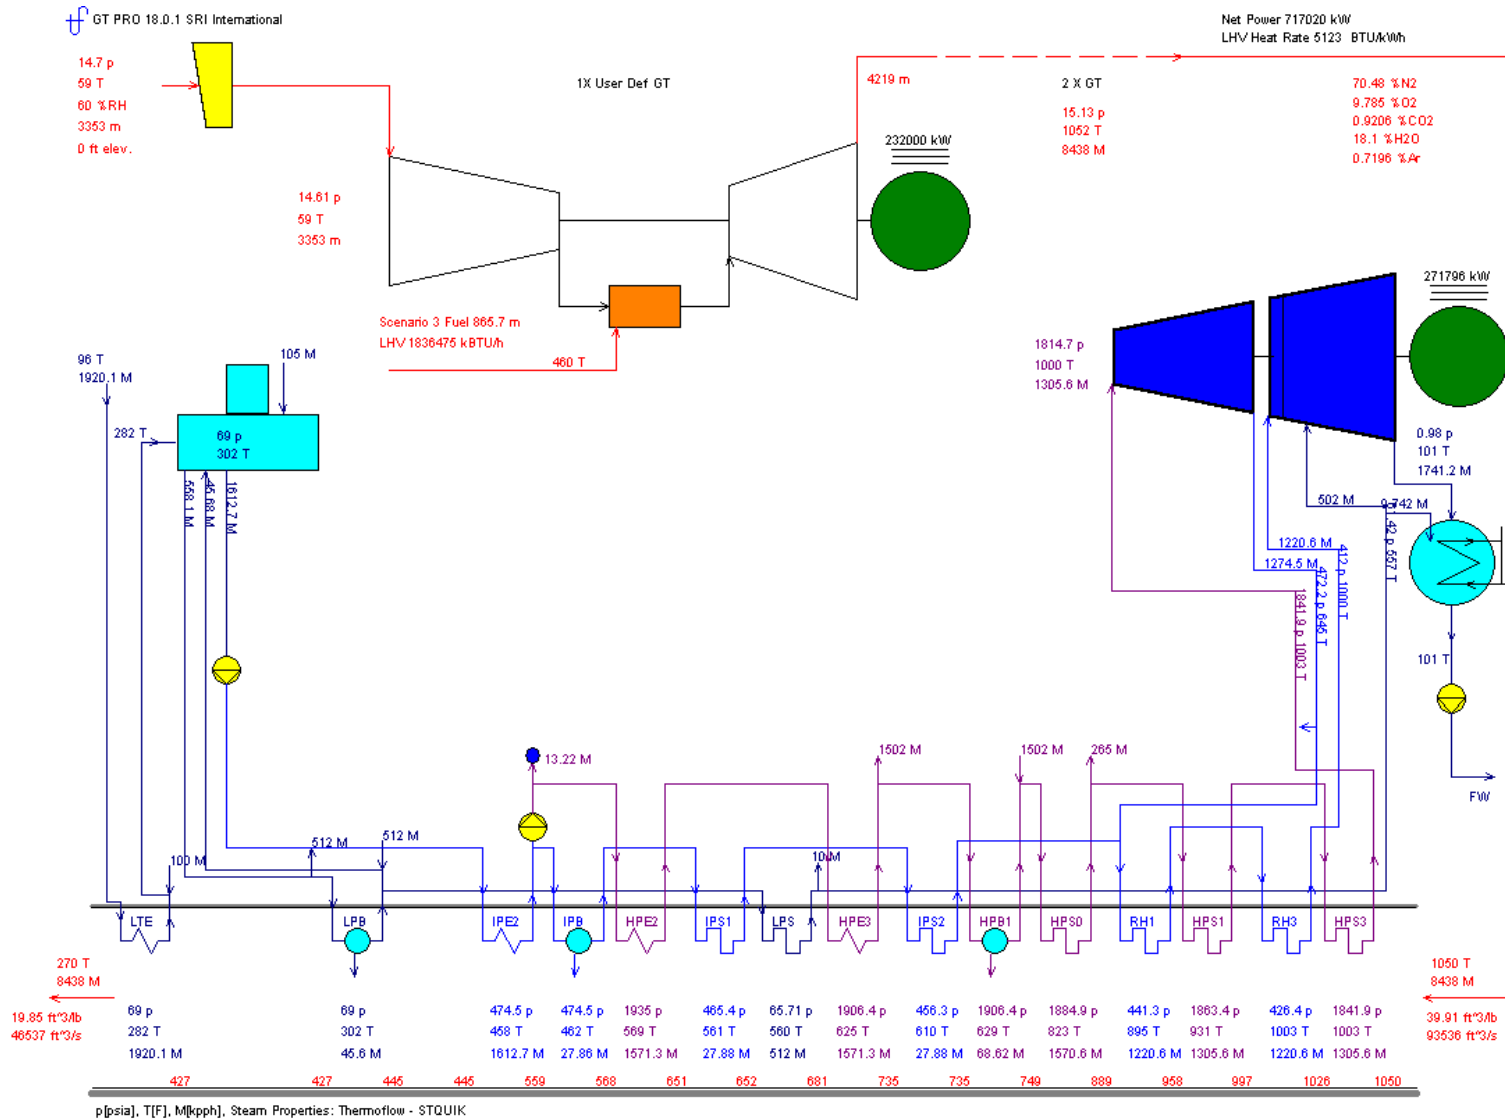 GT PRO 18.0.1 SRI International
Net Power 717020 kW
LHV Heat Rate 5123 BTU/kWh
14.7 p
59 T
60 %RH
3353 m
0 ft elev.
1X User Def GT
4219 m
2 X GT
15.13 p
1052 T
8438 M
70.48 %N2
9.785 %O2
0.9206 %CO2
18.1 %H2O
0.7196 %Ar
232000 kW
14.61 p
59 T
3353 m
271796 kW
Scenario 3 Fuel 865.7 m
LHV 1836475 kBTU/h
460 T
1814.7 p
1000 T
1305.6 M
96 T
1920.1 M
105 M
282 T
69 p
302 T
0.98 p
101 T
1741.2 M
558.1 M
45.68 M
1612.7 M
502 M
9.742 M
1220.6 M
1274.5 M
412 p 1000 T
472.2 p 645 T
1841.9 p 1003 T
101 T
FW
13.22 M
1502 M
1502 M
265 M
512 M
512 M
100 M
10 M
LTE
LPB
IPE2
IPB
HPE2
IPS1
LPS
HPE3
IPS2
HPB1
HPS0
RH1
HPS1
RH3
HPS3
270 T
8438 M
1050 T
8438 M
19.85 ft^3/lb
46537 ft^3/s
39.91 ft^3/lb
93536 ft^3/s
69 p
69 p
474.5 p
474.5 p
1935 p
465.4 p
65.71 p
1906.4 p
456.3 p
1906.4 p
1884.9 p
441.3 p
1863.4 p
426.4 p
1841.9 p
282 T
302 T
458 T
462 T
569 T
561 T
560 T
625 T
610 T
629 T
823 T
895 T
931 T
1003 T
1003 T
1920.1 M
45.6 M
1612.7 M
27.86 M
1571.3 M
27.88 M
512 M
1571.3 M
27.88 M
68.62 M
1570.6 M
1220.6 M
1305.6 M
1220.6 M
1305.6 M
427
427
445
445
559
568
651
652
681
735
735
749
889
958
997
1026
1050
p[psia], T[F], M[kpph], Steam Properties: Thermoflow - STQUIK